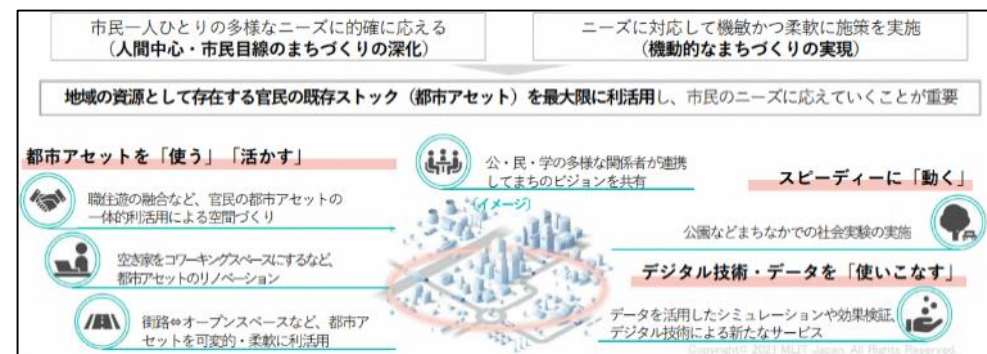 市民一人ひとりの多様なニーズに的確に応える
（人間中心・市民目線のまちづくりの深化）
ニーズに対応して機敏かつ柔軟に施策を実施
（機動的なまちづくりの実現）
地域の資源として存在する官民の既存ストック（都市アセット）を最大限に利活用し、市民のニーズに応えていくことが重要
都市アセットを「使う」「活かす」
職住遊の融合など、官民の都市アセットの
一体的利活用による空間づくり
空き家をコワーキングスペースにするなど、
都市アセットのリノベーション
街路⇔オープンスペースなど、都市ア
セットを可変的・柔軟に利活用
公・民・学の多様な関係者が連携
してまちのビジョンを共有
（イメージ）
スピーディーに「動く」
公園などまちなかでの社会実験の実施
デジタル技術・データを「使いこなす」
データを活用したシミュレーションや効果検証、
デジタル技術による新たなサービス
Copyright© 2021 MLIT Japan. All Rights Reserved.